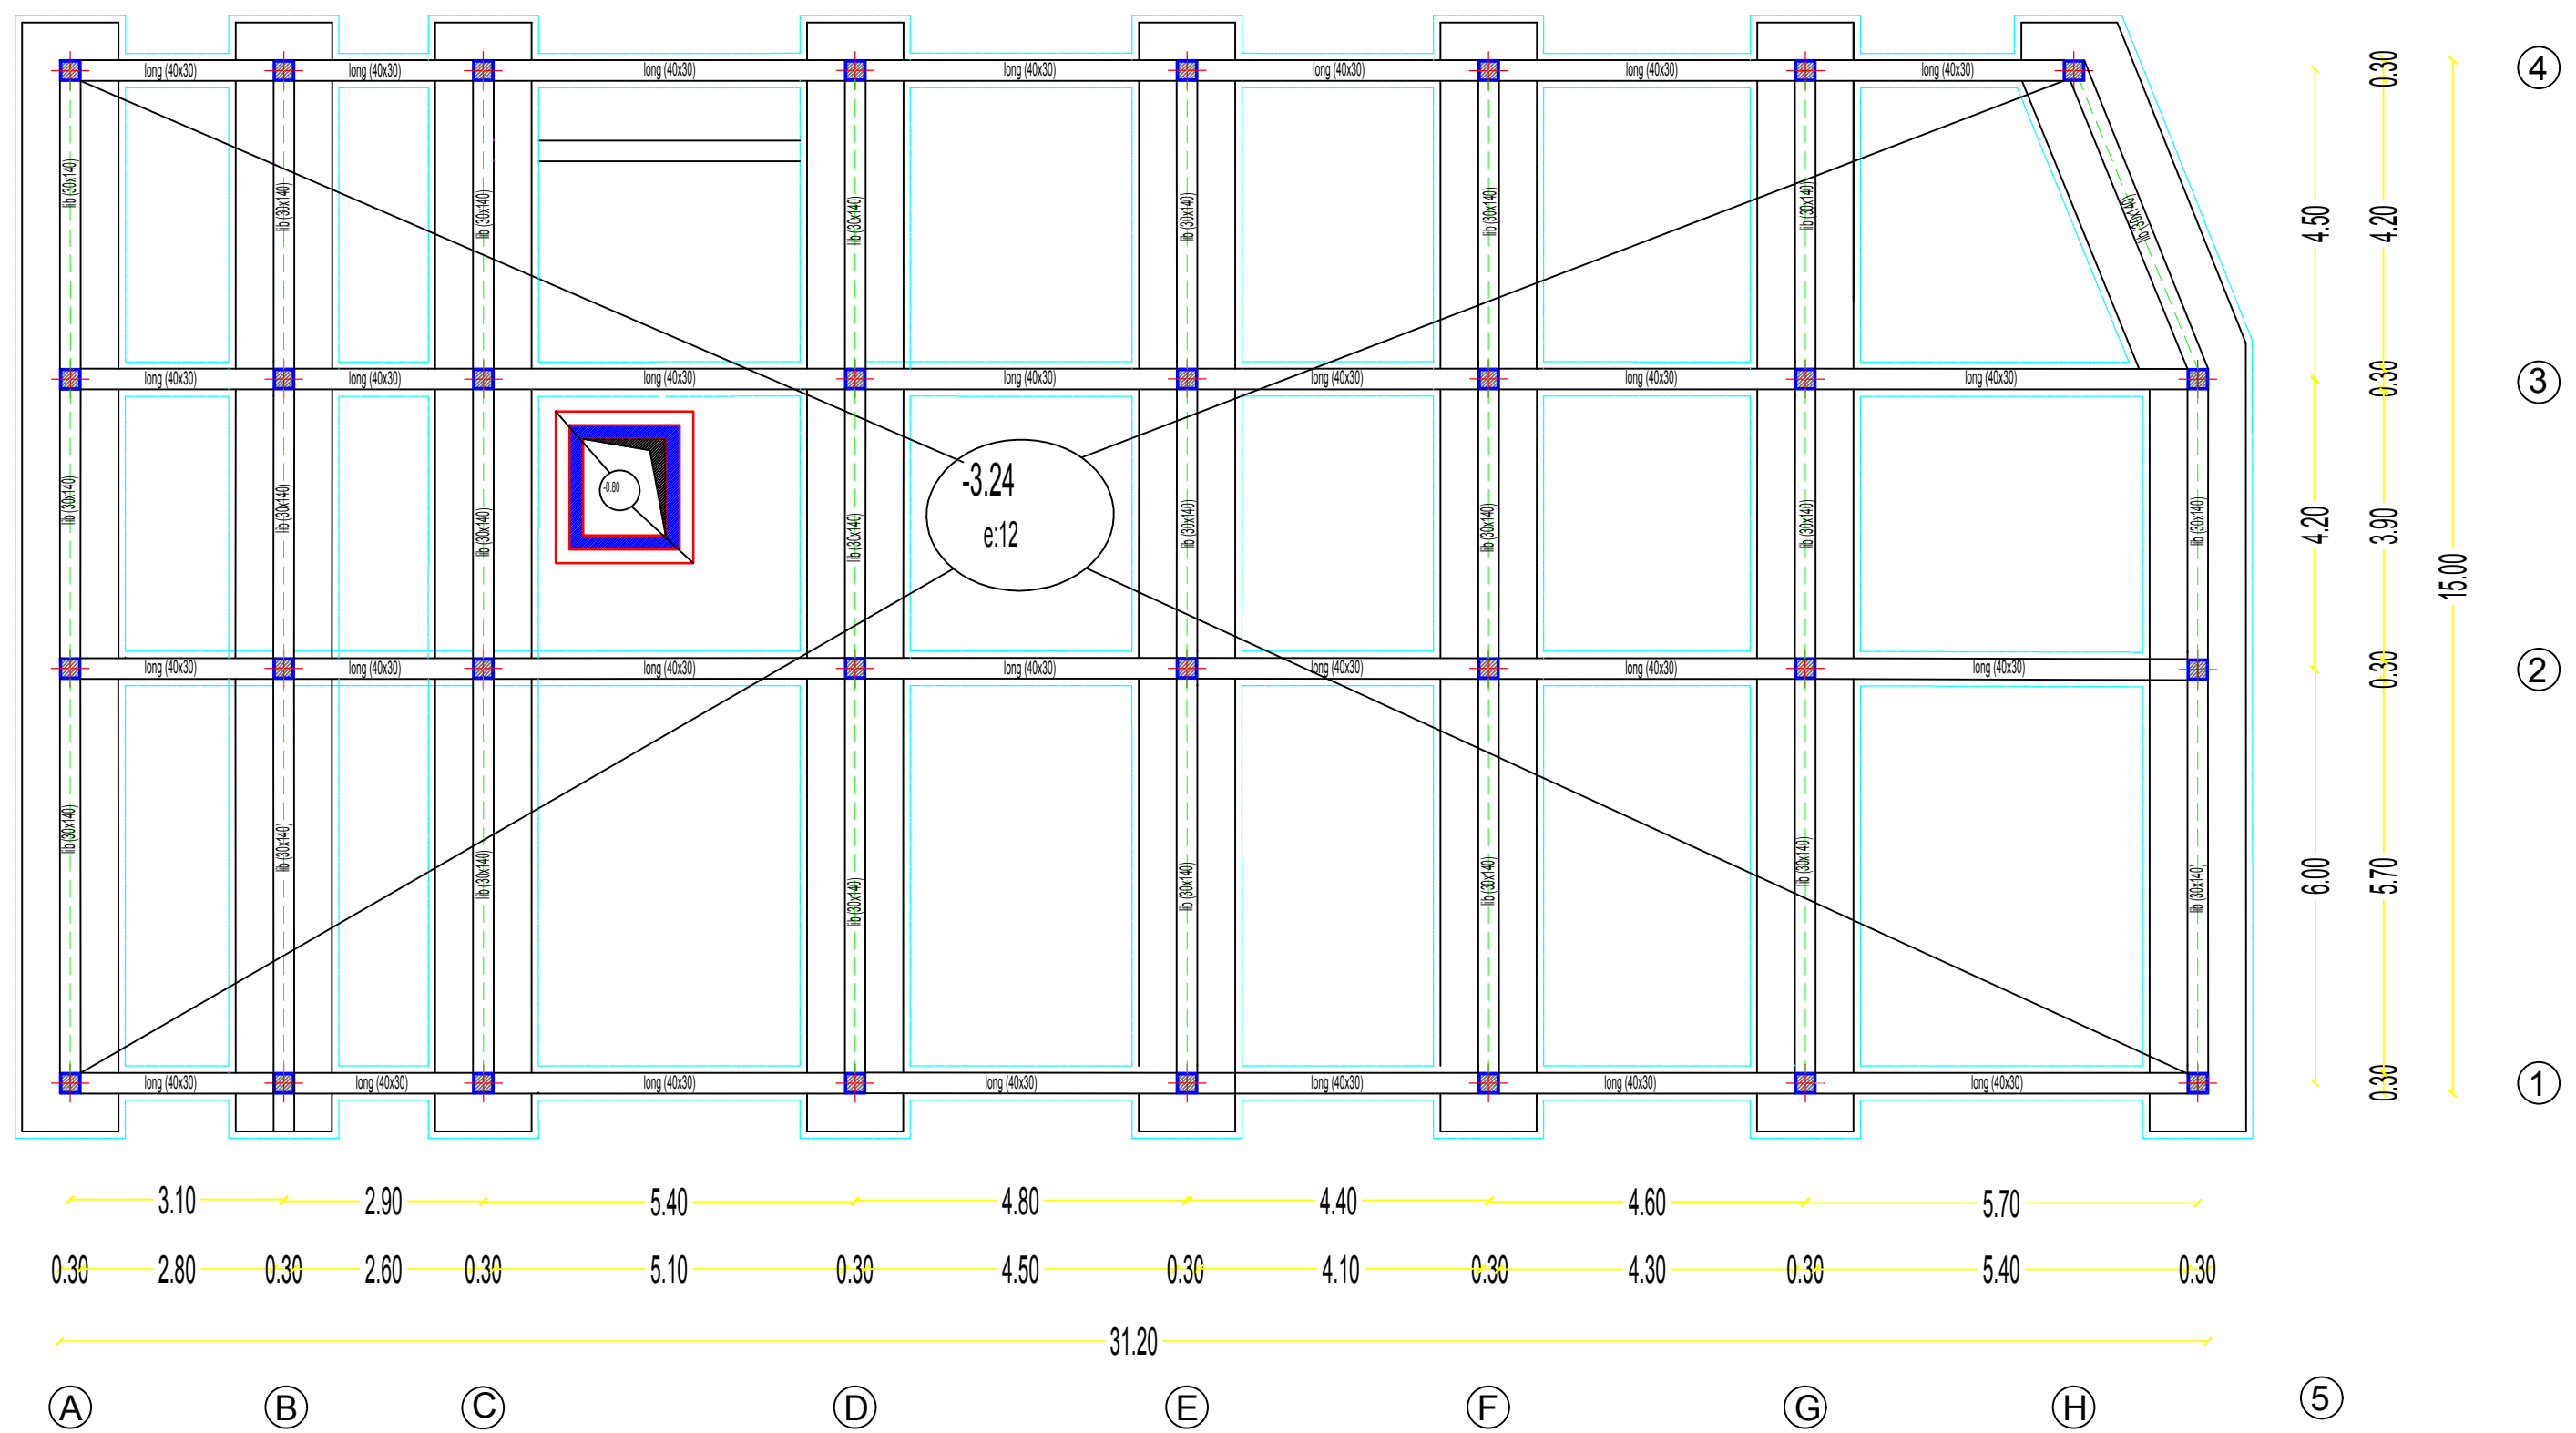 long (40x30) long (40x30) long (40x30) long (40x30) long (40x30) long (40x30) long (40x30)
0.30
4
lib (30x140) lib (30x140) lib (30x140) lib (30x140) lib (30x140) lib (30x140) lib (30x140) lib (30x140)
4.50 4.20
long (40x30) long (40x30) long (40x30) long (40x30) long (40x30) long (40x30) long (40x30)
0.30
3
-0.80
-3.24
e:12
lib (30x140) lib (30x140) lib (30x140) lib (30x140) lib (30x140) lib (30x140) lib (30x140) lib (30x140)
4.20 3.90
15.00
long (40x30) long (40x30) long (40x30) long (40x30) long (40x30) long (40x30) long (40x30)
0.30
2
lib (30x140) lib (30x140) lib (30x140) lib (30x140) lib (30x140) lib (30x140) lib (30x140) lib (30x140)
6.00 5.70
long (40x30) long (40x30) long (40x30) long (40x30) long (40x30) long (40x30) long (40x30)
0.30
1
3.10 2.90 5.40 4.80 4.40 4.60 5.70
0.30 2.80 0.30 2.60 0.30 5.10 0.30 4.50 0.30 4.10 0.30 4.30 0.30 5.40 0.30
31.20
A B C D E F G H 5